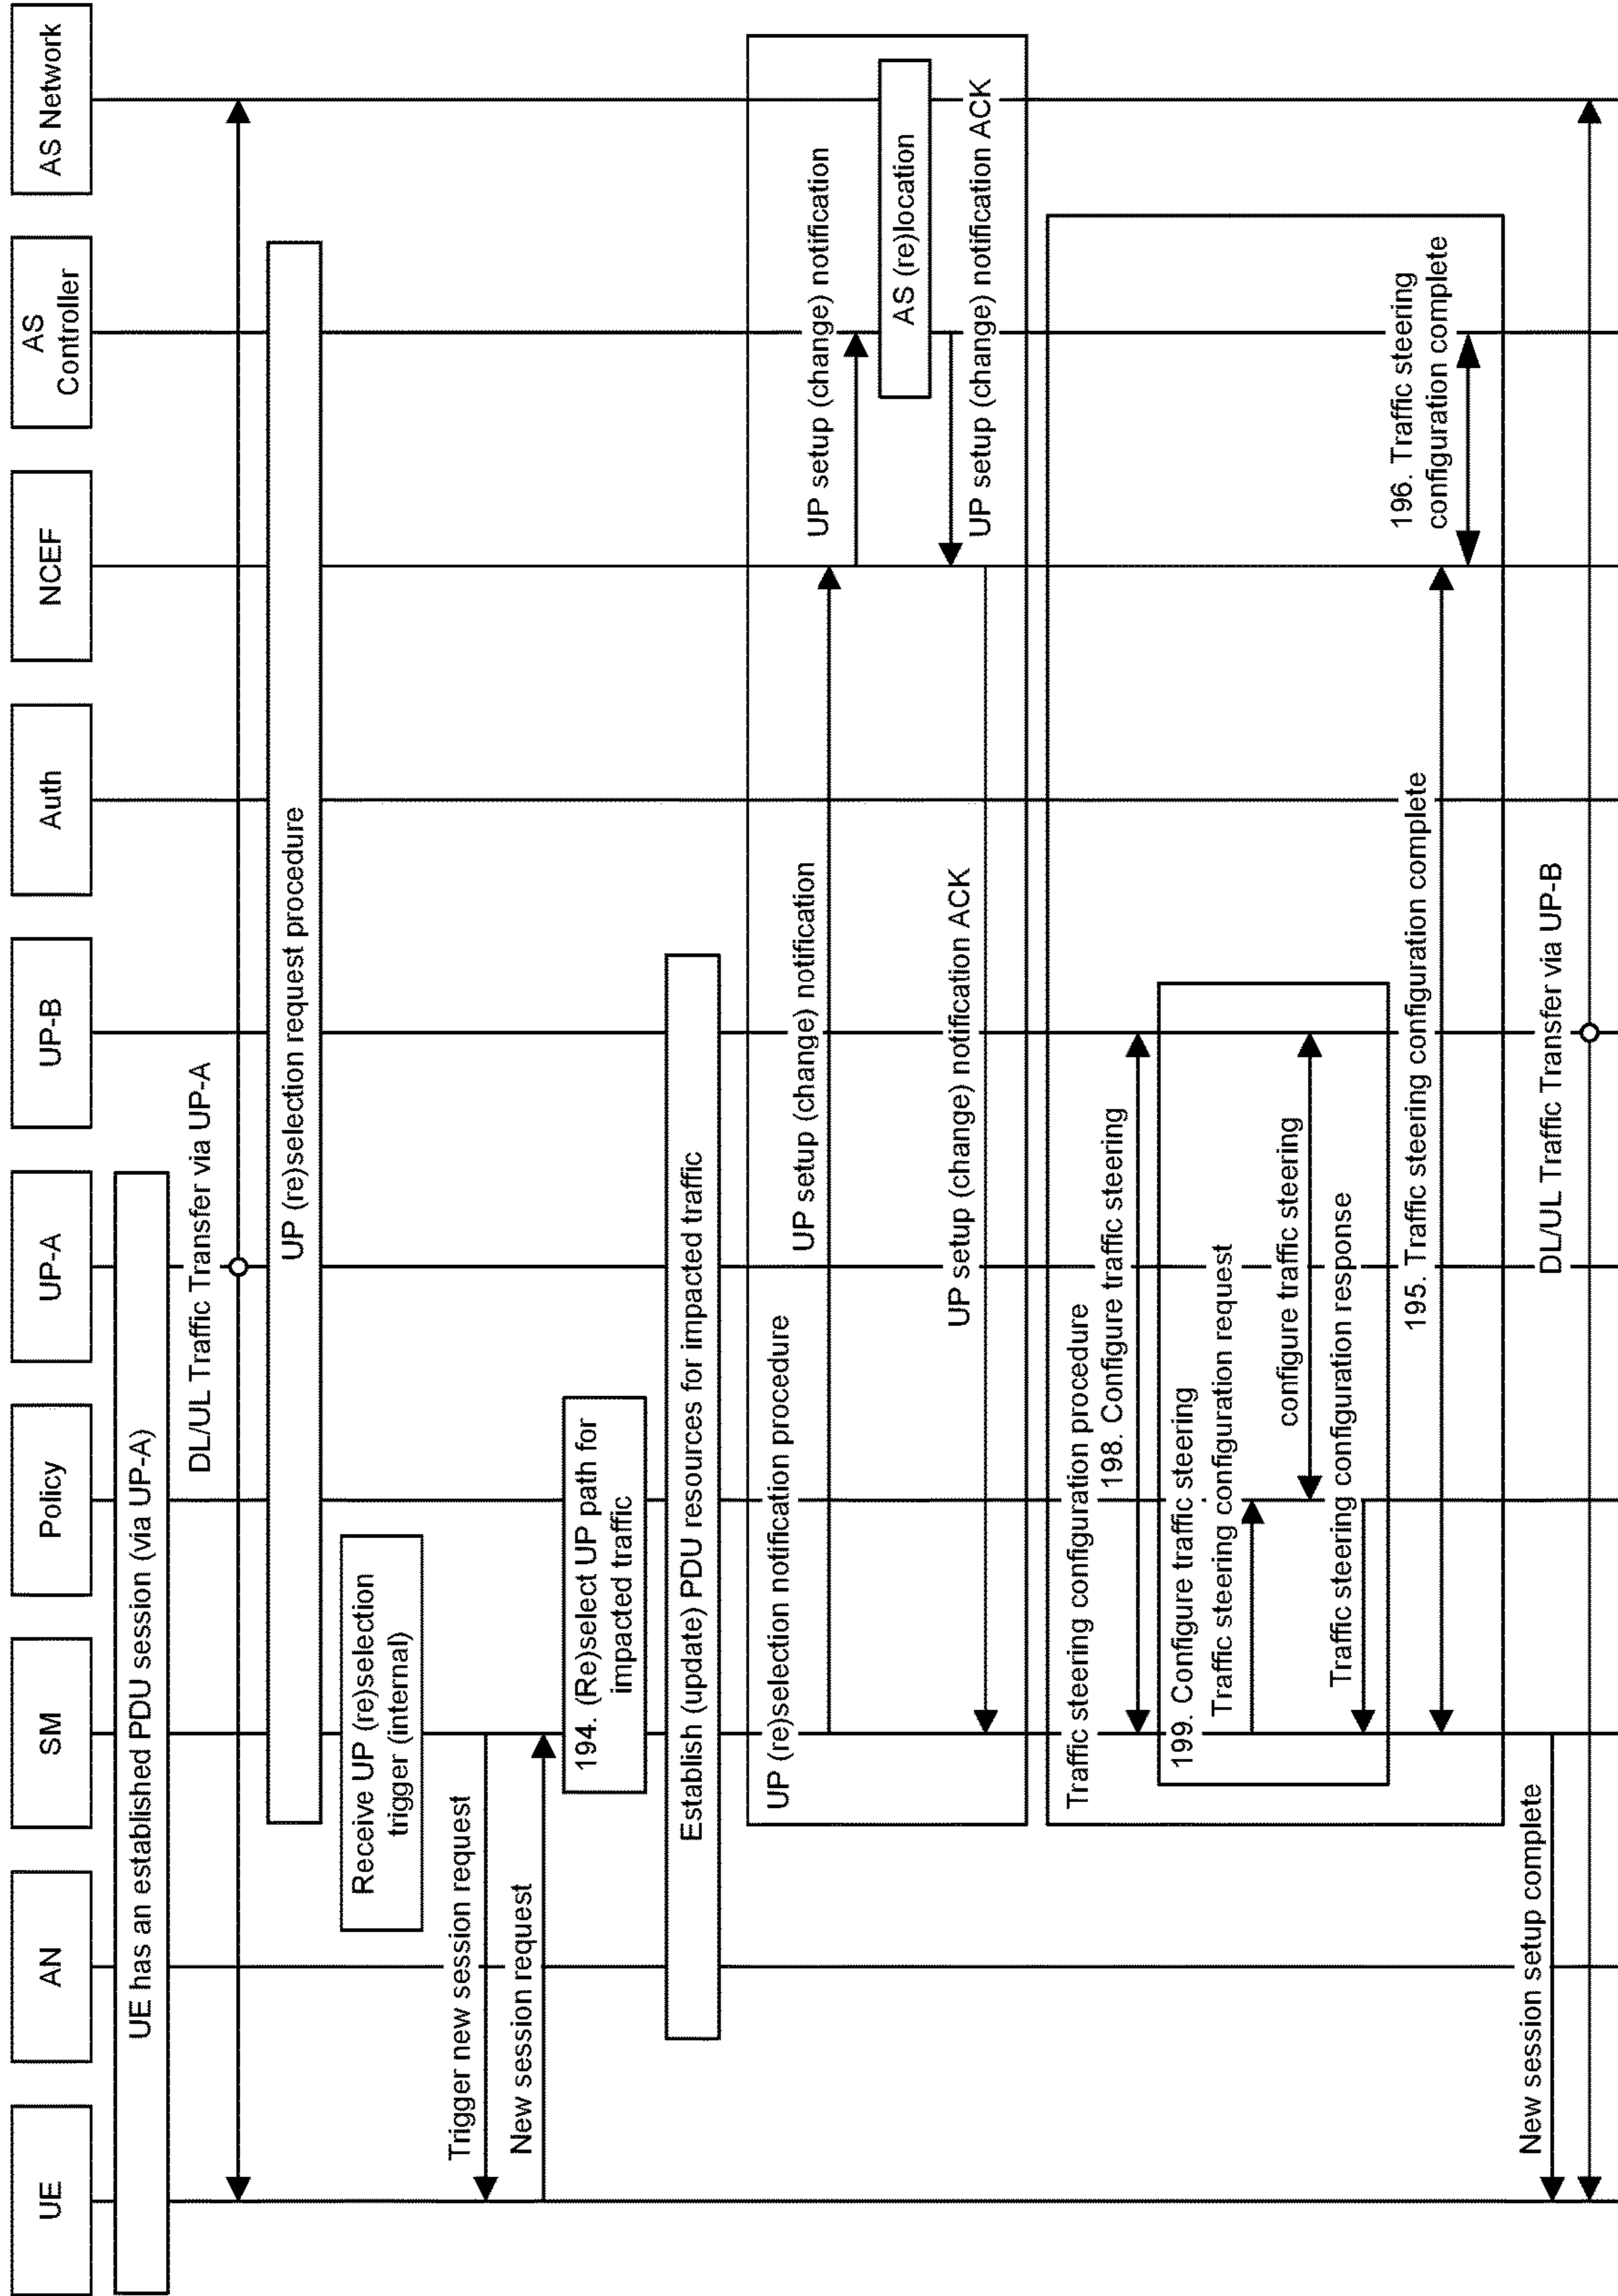 UE
AN
SM
Policy
UP-A
UP-B
Auth
NCEF
AS
Controller
AS Network
UE has an established PDU session (via UP-A)
DL/UL Traffic Transfer via UP-A
UP (re)selection request procedure
Receive UP (re)selection
trigger (internal)
Trigger new session request
New session request
194. (Re)select UP path for
impacted traffic
Establish (update) PDU resources for impacted traffic
UP (re)selection notification procedure
UP setup (change) notification
UP setup (change) notification
AS (re)location
UP setup (change) notification ACK
UP setup (change) notification ACK
Traffic steering configuration procedure
198. Configure traffic steering
199. Configure traffic steering
Traffic steering configuration request
configure traffic steering
Traffic steering configuration response
195. Traffic steering configuration complete
196. Traffic steering
configuration complete
New session setup complete
DL/UL Traffic Transfer via UP-B